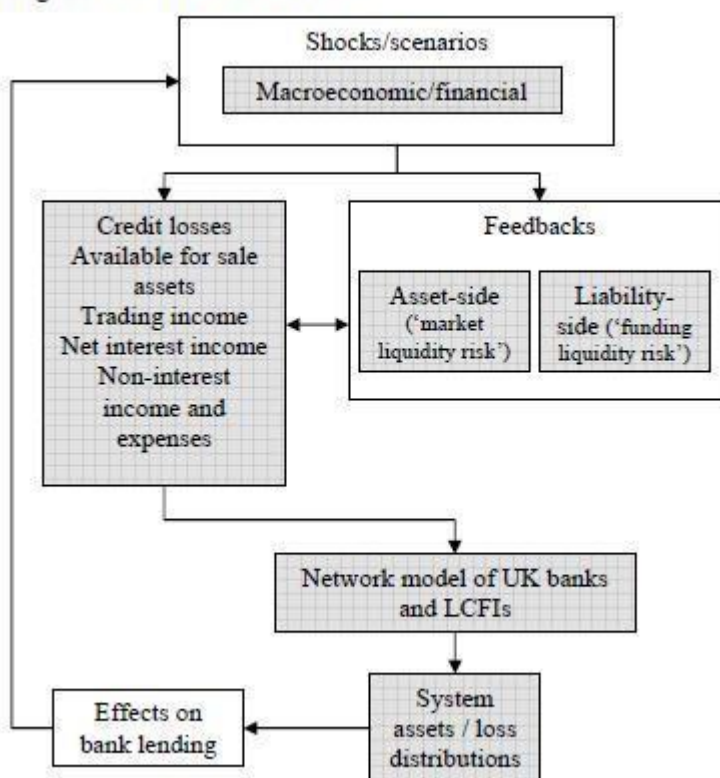 Shocks/scenarios
Macroeconomic/financial
Credit losses
Available for sale
assets
Trading income
Net interest income
Non-interest
income and
expenses
Feedbacks
Asset-side
(‘market
liquidity risk’)
Liability-
side (‘funding
liquidity risk’)
Network model of UK banks
and LCFIs
System
assets / loss
distributions
Effects on
bank lending